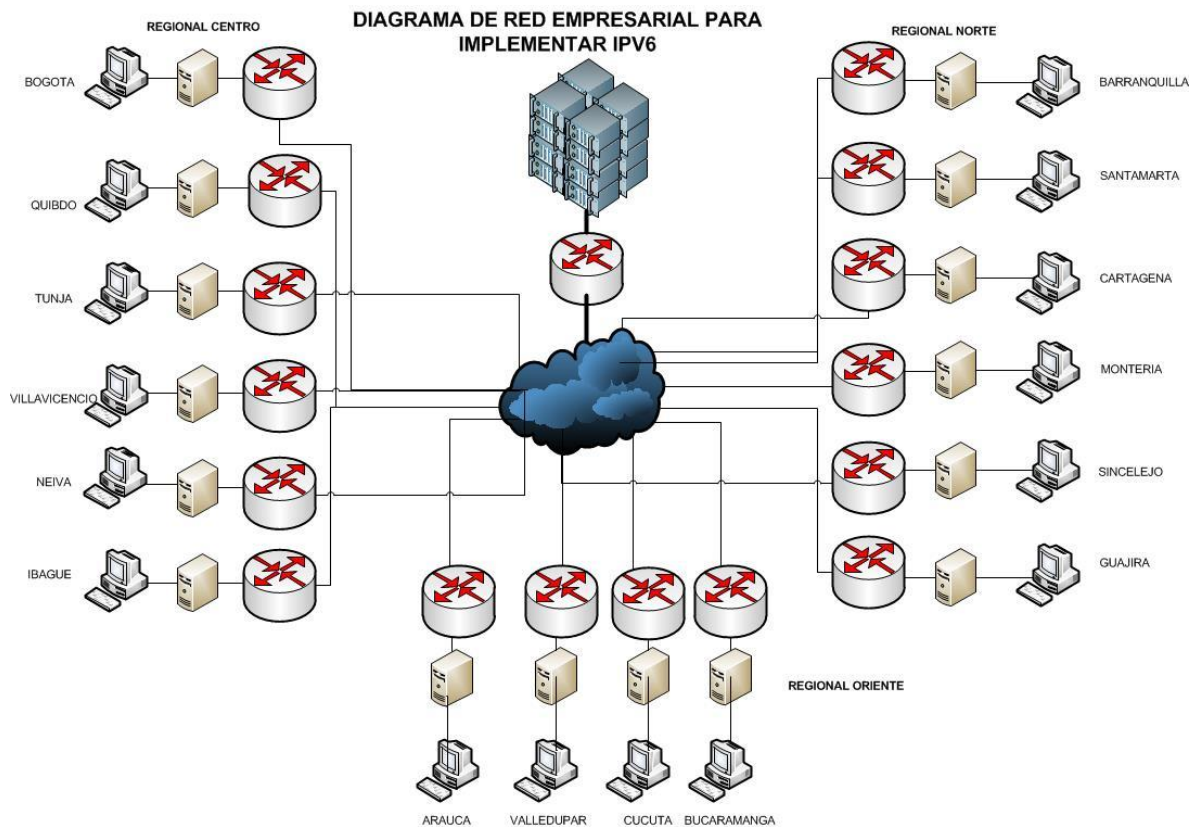 DIAGRAMA DE RED EMPRESARIAL PARA
IMPLEMENTAR IPV6
REGIONAL CENTRO
REGIONAL NORTE
BOGOTA
QUIBDO
TUNJA
VILLAVICENCIO
NEIVA
IBAGUE
BARRANQUILLA
SANTAMARTA
CARTAGENA
MONTERIA
SINCELEJO
GUAJIRA
REGIONAL ORIENTE
ARAUCA
VALLEDUPAR
CUCUTA
BUCARAMANGA